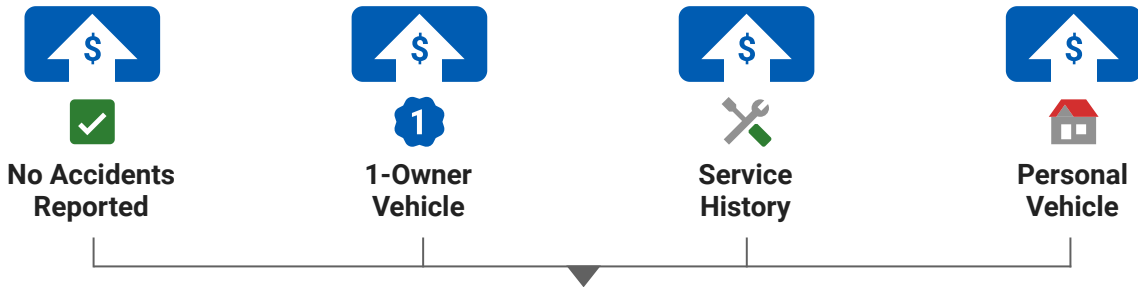 $
$
$
$
1
No Accidents
Reported
1-Owner
Vehicle
Service
History
Personal
Vehicle